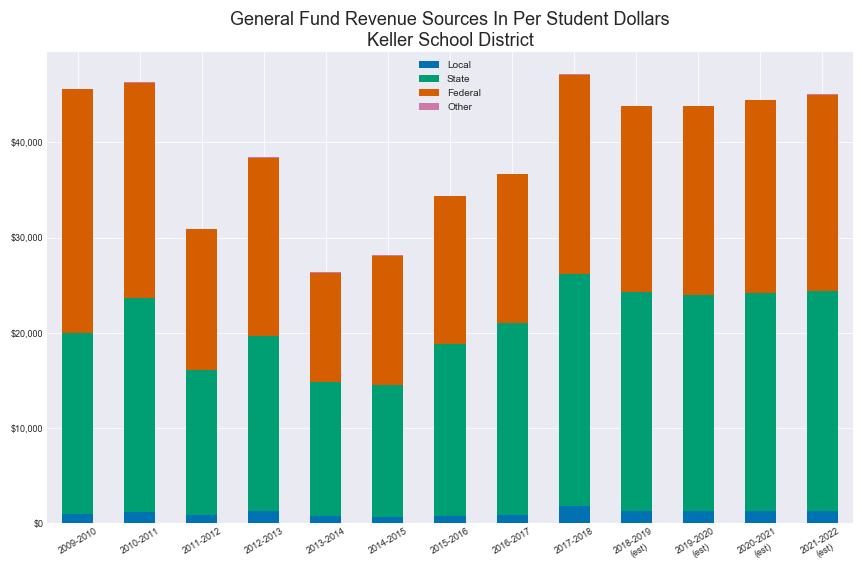 General Fund Revenue Sources In Per Student Dollars
Keller School District
Local
State
Federal
Other
$40,000
$30,000
$20,000
$10,000
$0
2009-2010
2010-2011
2011-2012
2012-2013
2013-2014
2014-2015
2015-2016
2016-2017
2017-2018
2018-2019
(est)
2019-2020
(est)
2020-2021
(est)
2021-2022
(est)